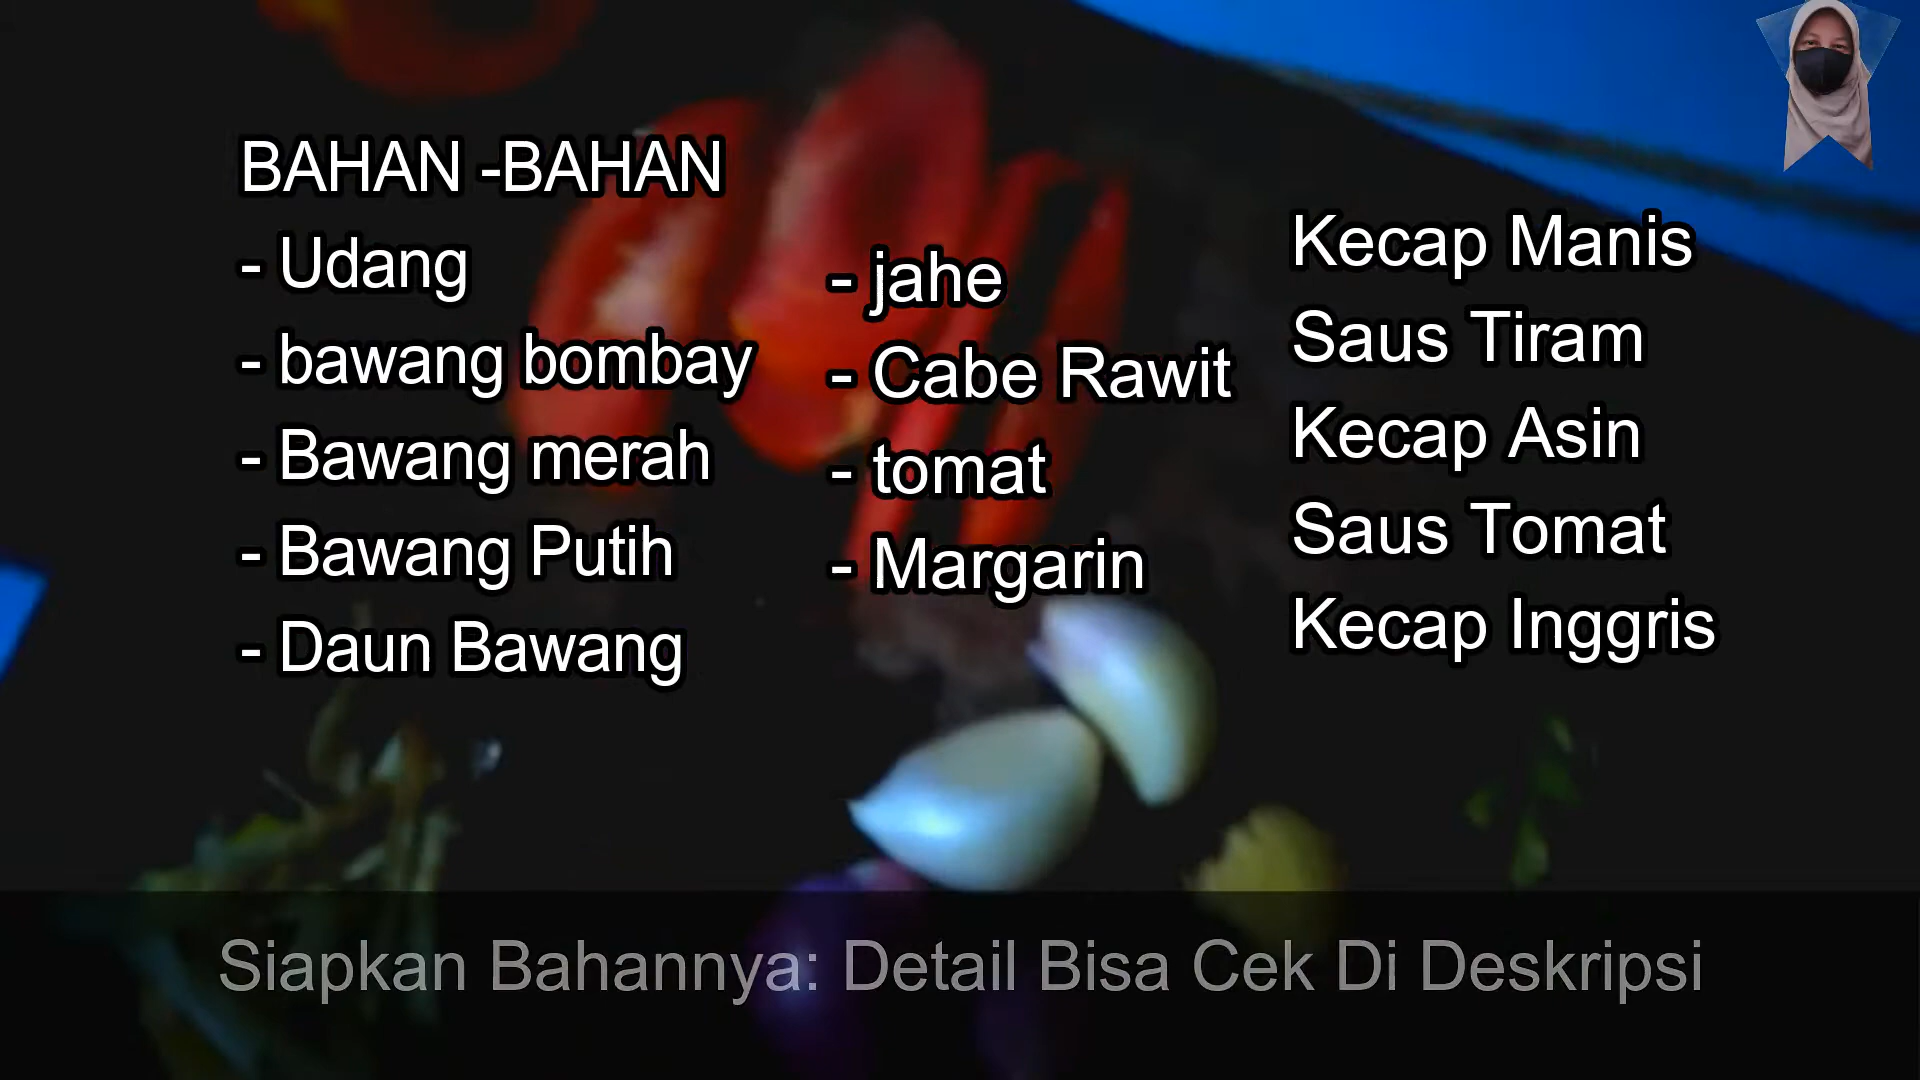 BAHAN -BAHAN
- Udang
- bawang bombay
- Bawang merah
- Bawang Putih
- Daun Bawang
- jahe
- Cabe Rawit
- tomat
- Margarin
Kecap Manis
Saus Tiram
Kecap Asin
Saus Tomat
Kecap Inggris
Siapkan Bahannya: Detail Bisa Cek Di Deskripsi